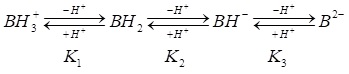 BH₃⁺ ⇌ BH₂ ⇌ BH⁻ ⇌ B²⁻
−H⁺ −H⁺ −H⁺
+H⁺ +H⁺ +H⁺
K₁ K₂ K₃